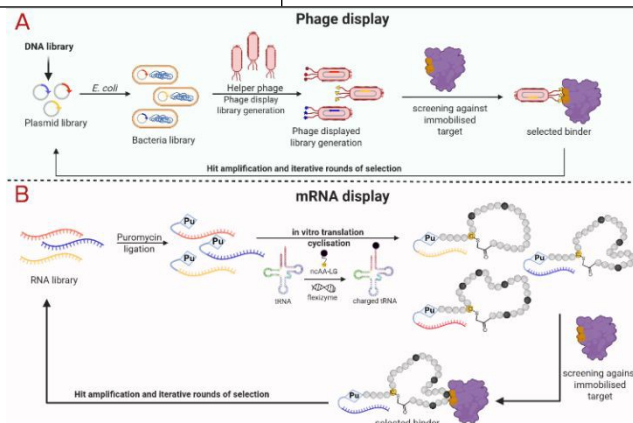 A
Phage display
DNA library
E. coli
Plasmid library
Bacteria library
Helper phage
Phage display
library generation
Phage displayed
library generation
screening against
immobilised
target
selected binder
Hit amplification and iterative rounds of selection
B
mRNA display
RNA library
Puromycin
ligation
Pu
Pu
Pu
in vitro translation
cyclisation
ncAA-LG
tRNA
flexizyme
charged tRNA
Pu
Pu
Pu
screening against
immobilised
target
Hit amplification and iterative rounds of selection
Pu
selected binder